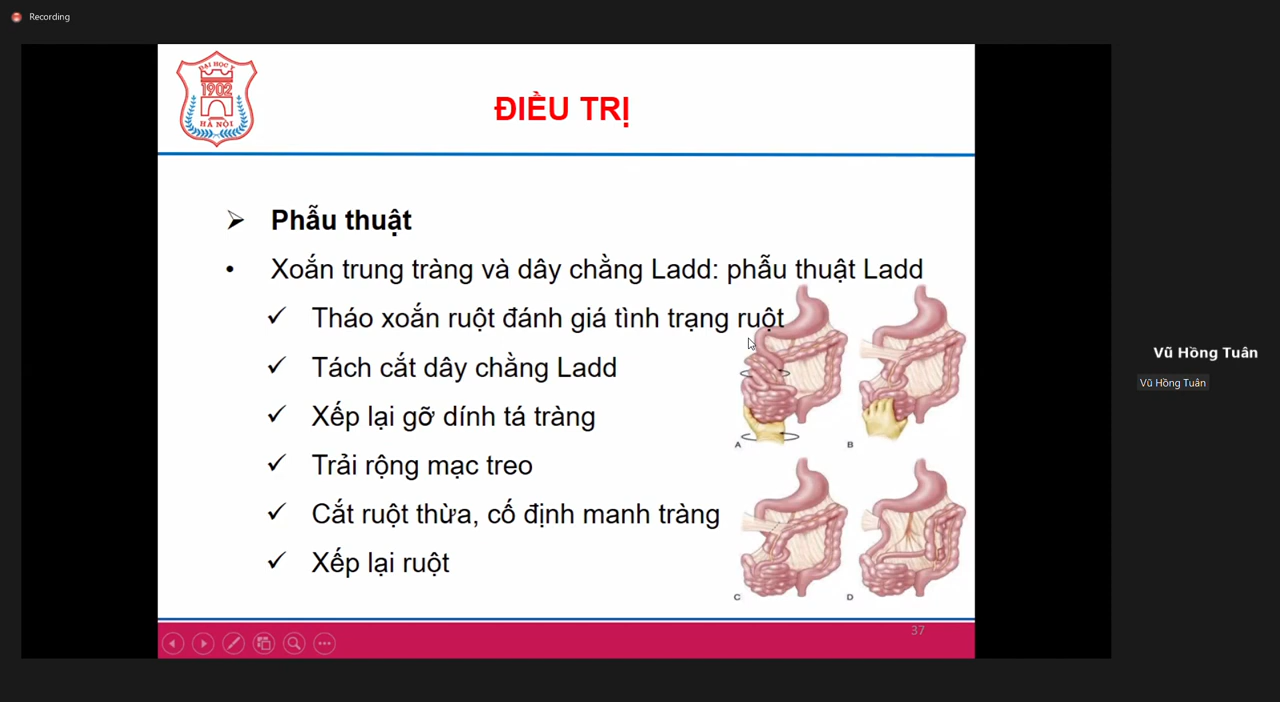 Recording
ĐẠI HỌC Y
1902
HÀ NỘI
ĐIỀU TRỊ
➢ Phẫu thuật
• Xoắn trung tràng và dây chằng Ladd: phẫu thuật Ladd
✓ Tháo xoắn ruột đánh giá tình trạng ruột
✓ Tách cắt dây chằng Ladd
✓ Xếp lại gỡ dính tá tràng
✓ Trải rộng mạc treo
✓ Cắt ruột thừa, cố định manh tràng
✓ Xếp lại ruột
A
B
C
D
37
Vũ Hồng Tuân
Vũ Hồng Tuân